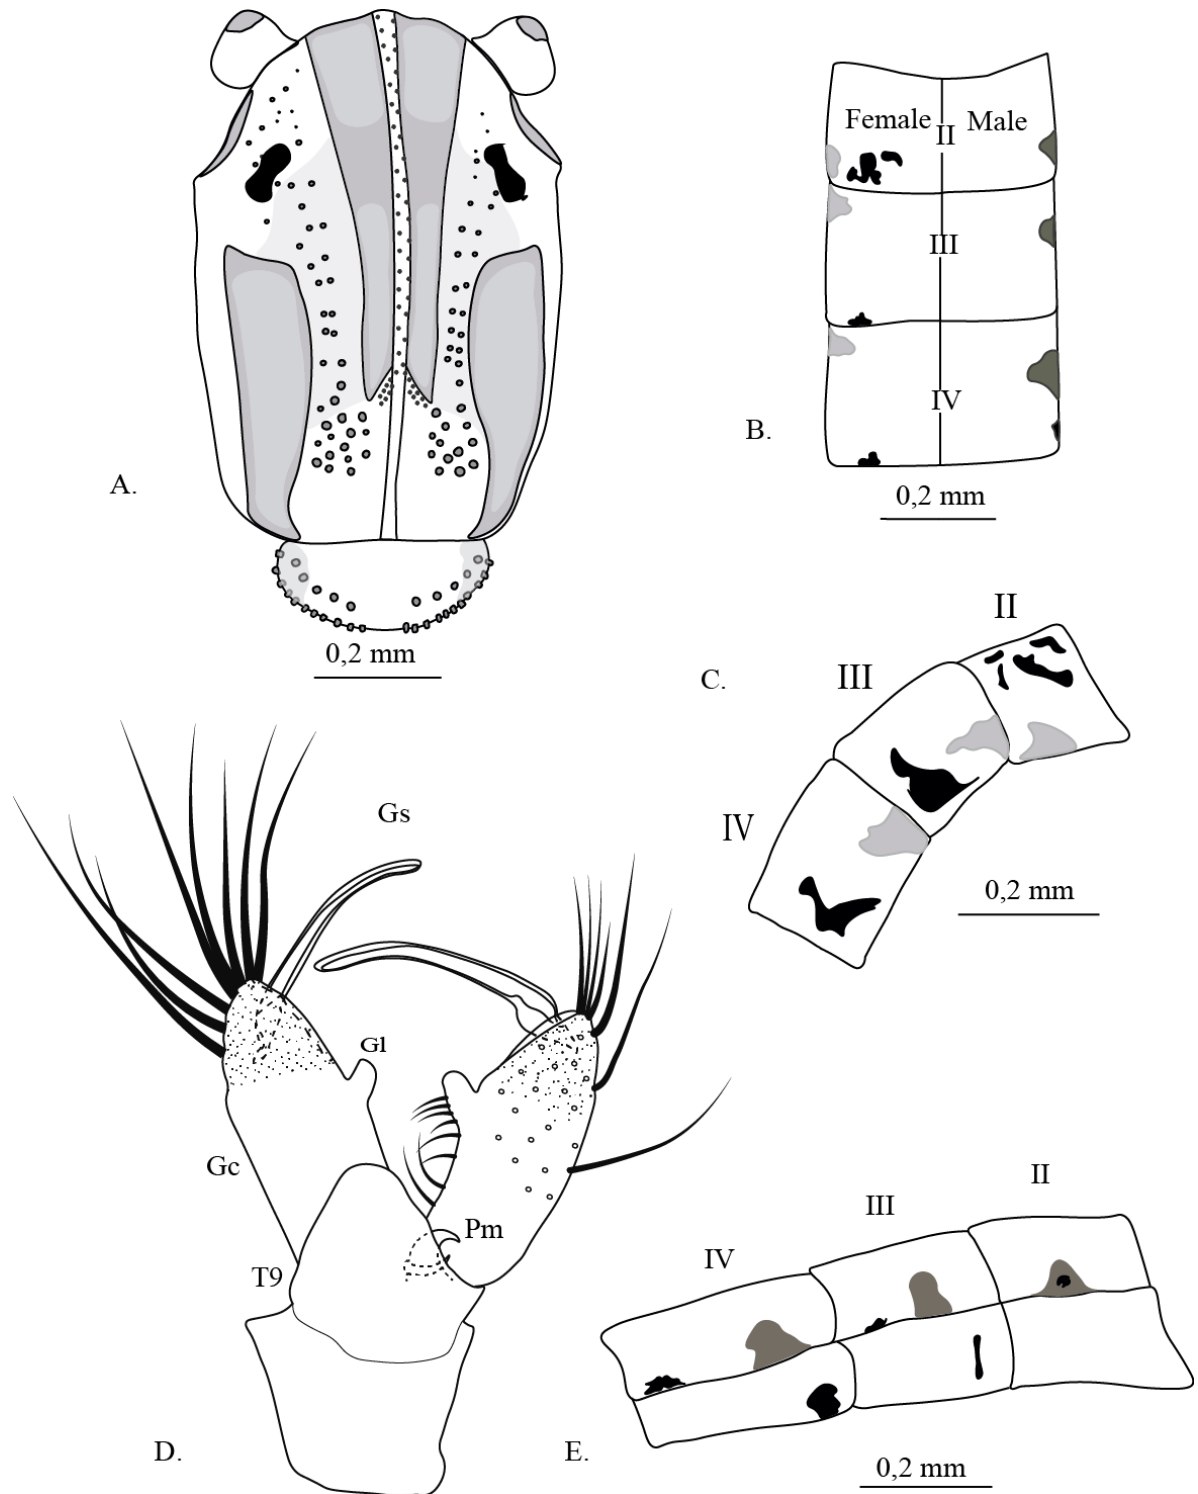 A.
0,2 mm
Female II Male
III
IV
B.
0,2 mm
II
III
C.
IV
0,2 mm
Gs
Gl
Gc
Pm
T9
D.
II
III
IV
E.
0,2 mm